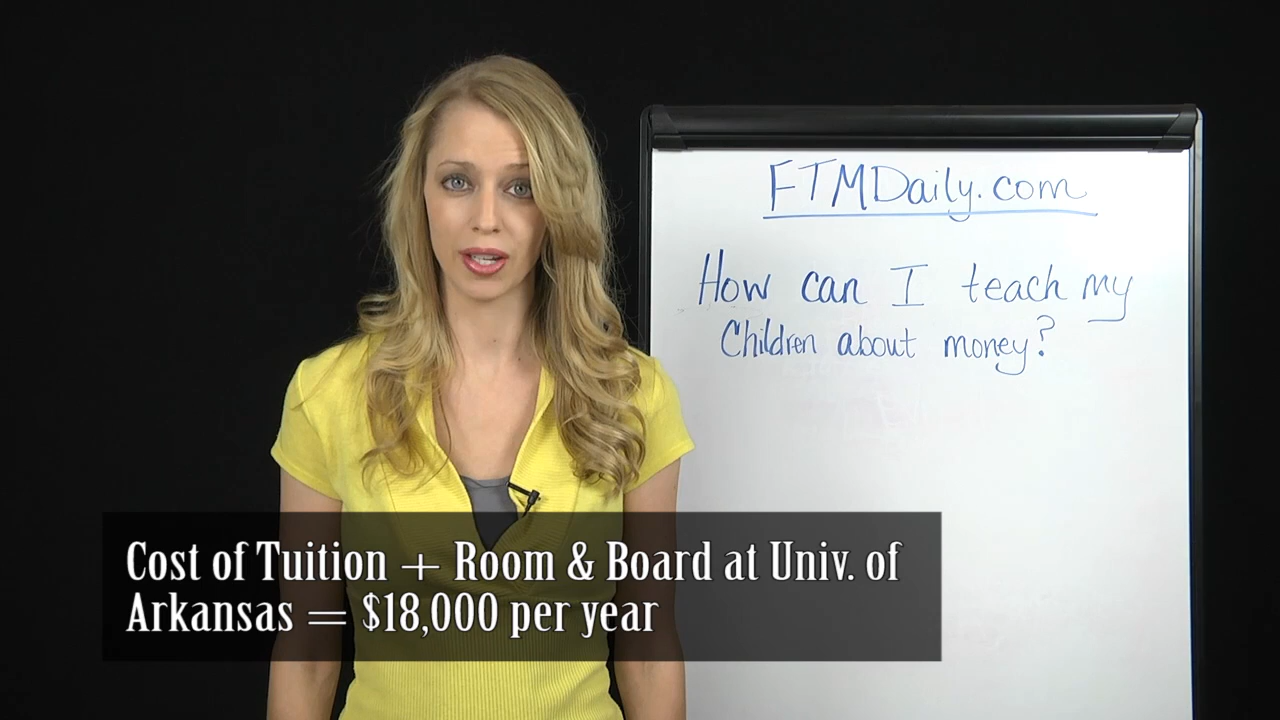 FTMDaily.com
How can I teach my
Children about money?
Cost of Tuition + Room & Board at Univ. of
Arkansas = $18,000 per year